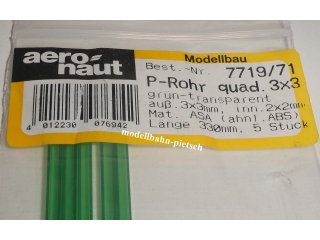 aero
naut
Modellbau
Best.-Nr. 7719/71
P-Rohr quad. 3x3
grün-transparent
auß. 3x3mm, inn. 2x2mm
Mat. ASA (ähnl. ABS)
Länge 330mm, 5 Stück
4 012230 076942
modellbahn-pietsch